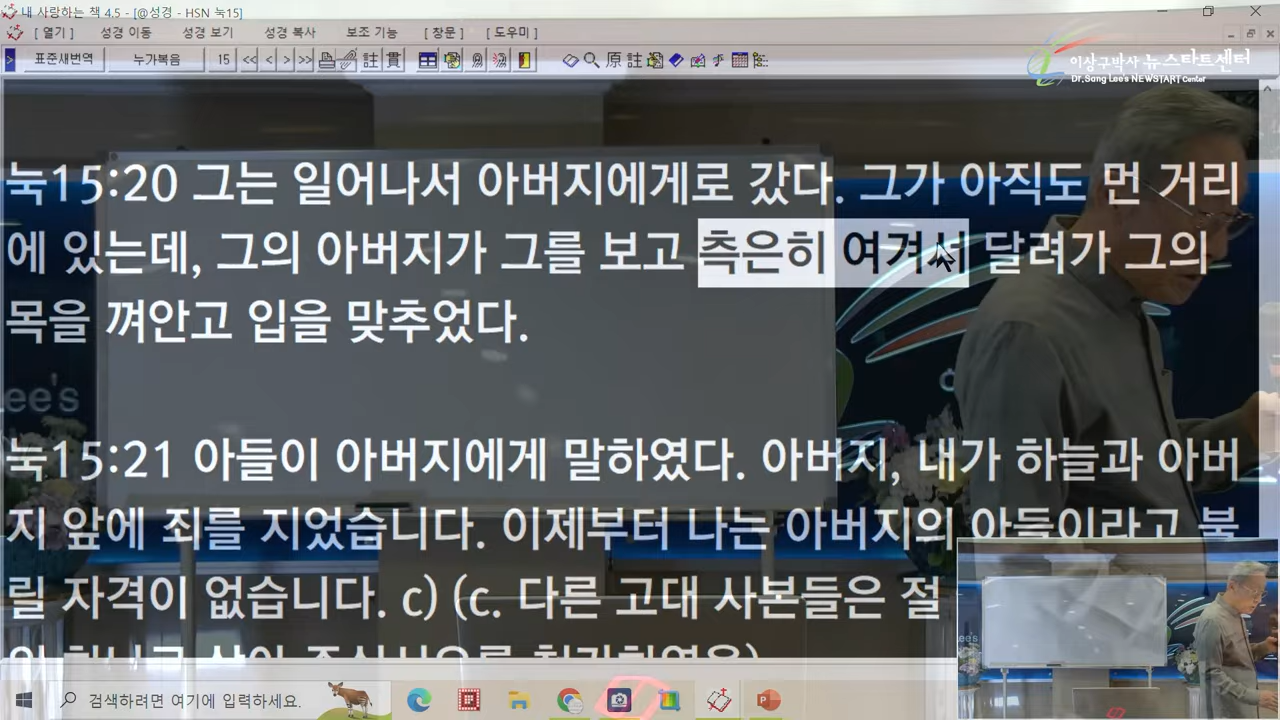 내 사랑하는 책 4.5 - [@성경 - HSN 눅15]
[ 열기 ] 성경 이동 성경 보기 성경 복사 보조 기능 [ 창문 ] [ 도우미 ]
표준새번역 누가복음 15 << < > >> 註 貫 原 註
이상구박사 뉴스타트센터
Dr.Sang Lee's NEWSTART Center
눅15:20 그는 일어나서 아버지에게로 갔다. 그가 아직도 먼 거리
에 있는데, 그의 아버지가 그를 보고 측은히 여겨서 달려가 그의
목을 껴안고 입을 맞추었다.
ee's
눅15:21 아들이 아버지에게 말하였다. 아버지, 내가 하늘과 아버
지 앞에 죄를 지었습니다. 이제부터 나는 아버지의 아들이라고 불
릴 자격이 없습니다. c) (c. 다른 고대 사본들은 절
ee's
검색하려면 여기에 입력하세요.